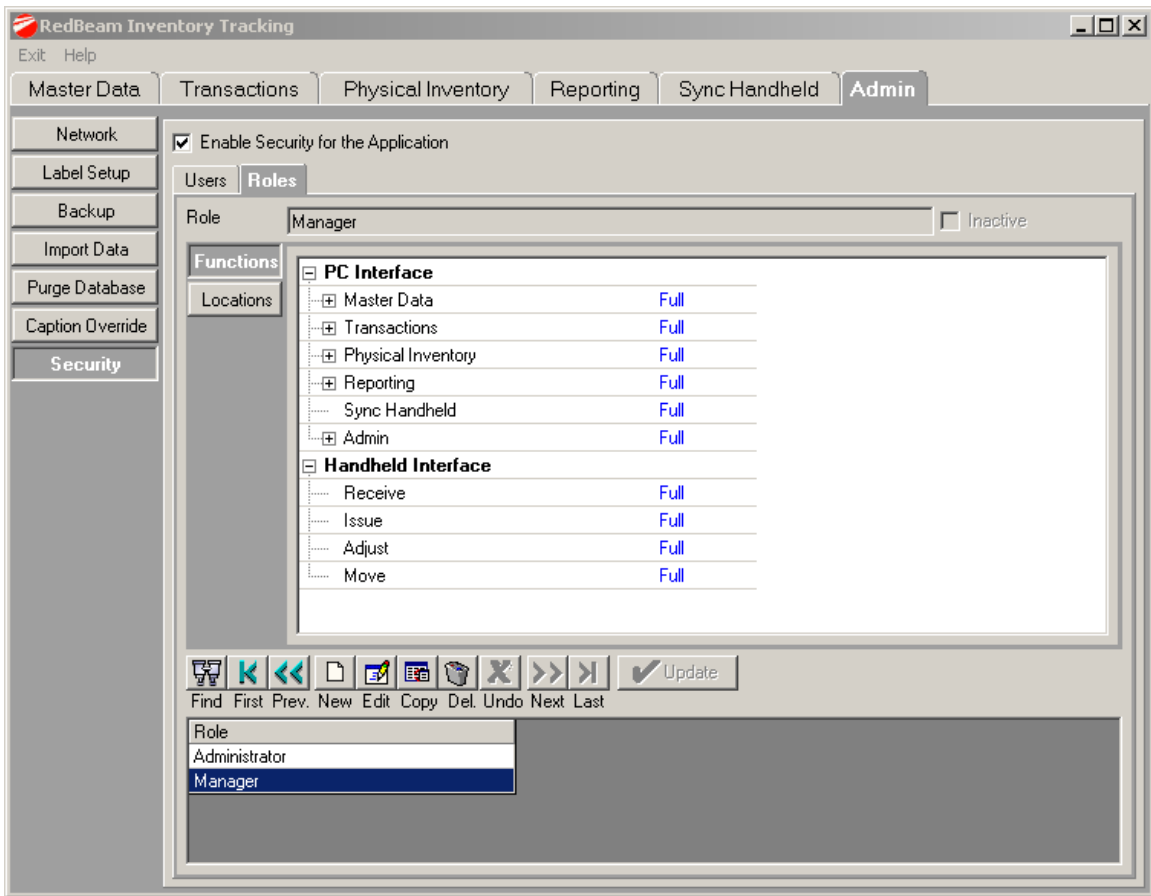 RedBeam Inventory Tracking
Exit Help
Master Data Transactions Physical Inventory Reporting Sync Handheld Admin
Network
Label Setup
Backup
Import Data
Purge Database
Caption Override
Security
Enable Security for the Application
Users Roles
Role Manager Inactive
Functions
Locations
PC Interface
Master Data Full
Transactions Full
Physical Inventory Full
Reporting Full
Sync Handheld Full
Admin Full
Handheld Interface
Receive Full
Issue Full
Adjust Full
Move Full
Update
Find First Prev. New Edit Copy Del. Undo Next Last
Role
Administrator
Manager